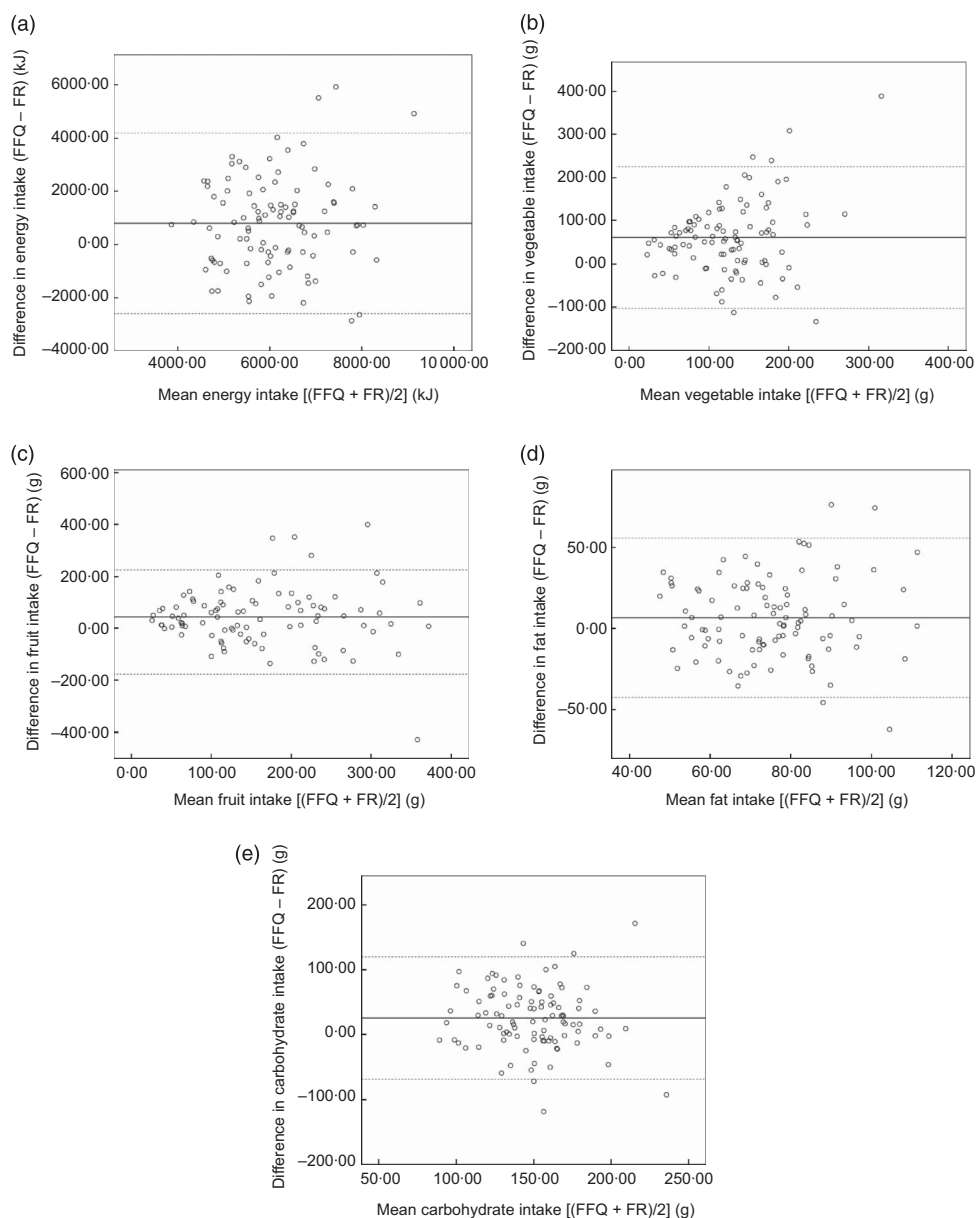 (a)
Difference in energy intake (FFQ – FR) (kJ)
6000·00
4000·00
2000·00
0·00
–2000·00
–4000·00
4000·00 6000·00 8000·00 10 000·00
Mean energy intake [(FFQ + FR)/2] (kJ)
(b)
Difference in vegetable intake (FFQ – FR) (g)
400·00
300·00
200·00
100·00
0·00
–100·00
–200·00
0·00 100·00 200·00 300·00 400·00
Mean vegetable intake [(FFQ + FR)/2] (g)
(c)
Difference in fruit intake (FFQ – FR) (g)
600·00
400·00
200·00
0·00
–200·00
–400·00
0·00 100·00 200·00 300·00 400·00
Mean fruit intake [(FFQ + FR)/2] (g)
(d)
Difference in fat intake (FFQ – FR) (g)
50·00
0·00
–50·00
40·00 60·00 80·00 100·00 120·00
Mean fat intake [(FFQ + FR)/2] (g)
(e)
Difference in carbohydrate intake (FFQ – FR) (g)
200·00
100·00
0·00
–100·00
–200·00
50·00 100·00 150·00 200·00 250·00
Mean carbohydrate intake [(FFQ + FR)/2] (g)